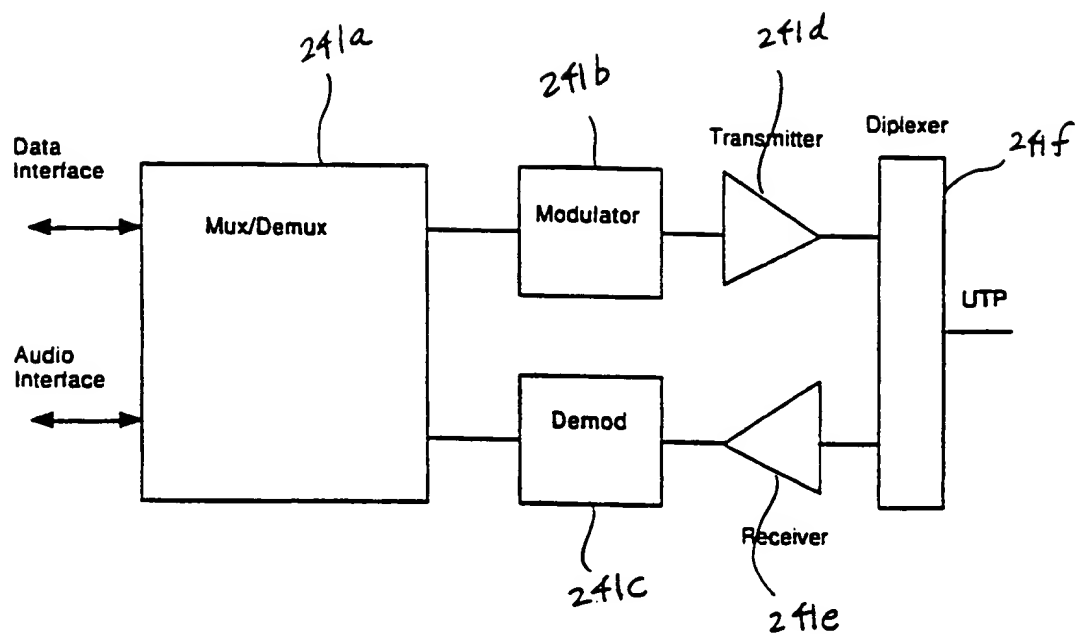 241a
241b
241d
Transmitter
Diplexer
241f
Data
Interface
Mux/Demux
Modulator
UTP
Audio
Interface
Demod
Receiver
241c
241e